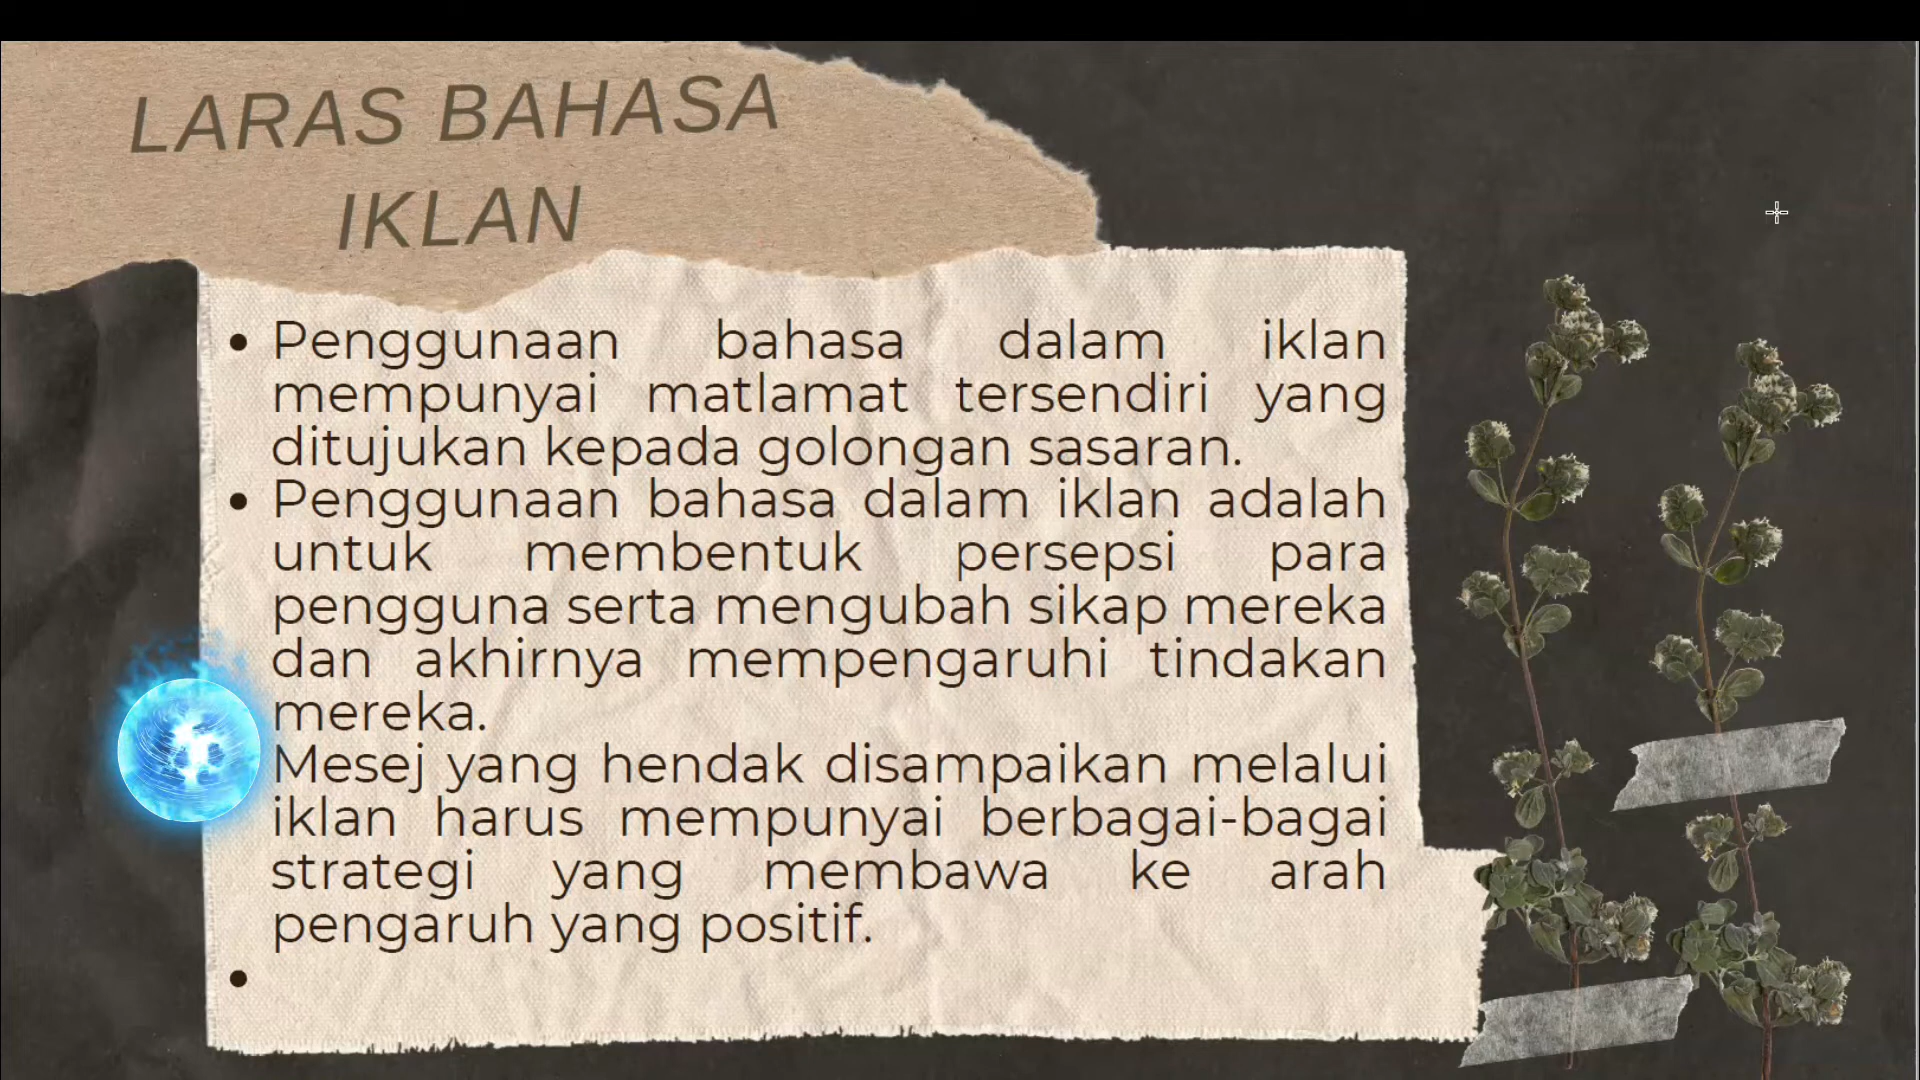 LARAS BAHASA
IKLAN
• Penggunaan bahasa dalam iklan
mempunyai matlamat tersendiri yang
ditujukan kepada golongan sasaran.
• Penggunaan bahasa dalam iklan adalah
untuk membentuk persepsi para
pengguna serta mengubah sikap mereka
dan akhirnya mempengaruhi tindakan
mereka.
Mesej yang hendak disampaikan melalui
iklan harus mempunyai berbagai-bagai
strategi yang membawa ke arah
pengaruh yang positif.
•